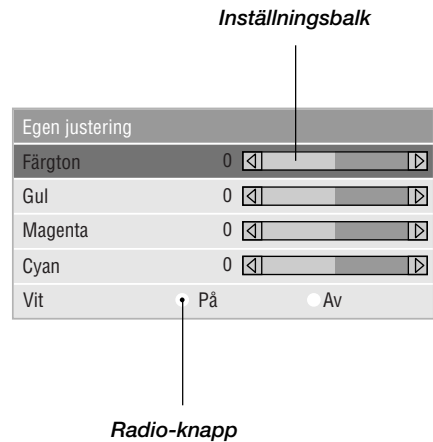 Inställningsbalk
Egen justering
Färgton 0
Gul 0
Magenta 0
Cyan 0
Vit På Av
Radio-knapp